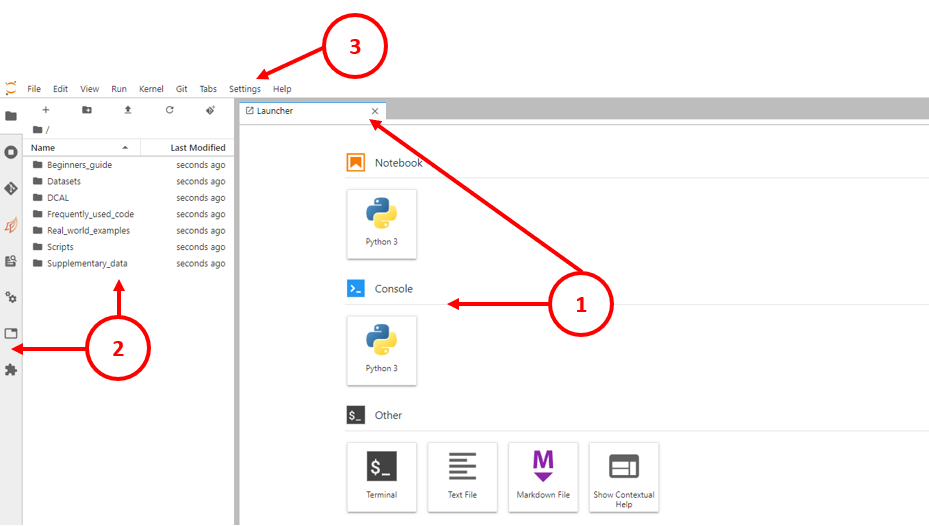 3
File Edit View Run Kernel Git Tabs Settings Help
Launcher
/
Name Last Modified
Beginners_guide seconds ago
Datasets seconds ago
DCAL seconds ago
Frequently_used_code seconds ago
Real_world_examples seconds ago
Scripts seconds ago
Supplementary_data seconds ago
2
Notebook
Python 3
Console
1
Python 3
$_ Other
$_
Terminal
Text File
M
Markdown File
Show Contextual
Help